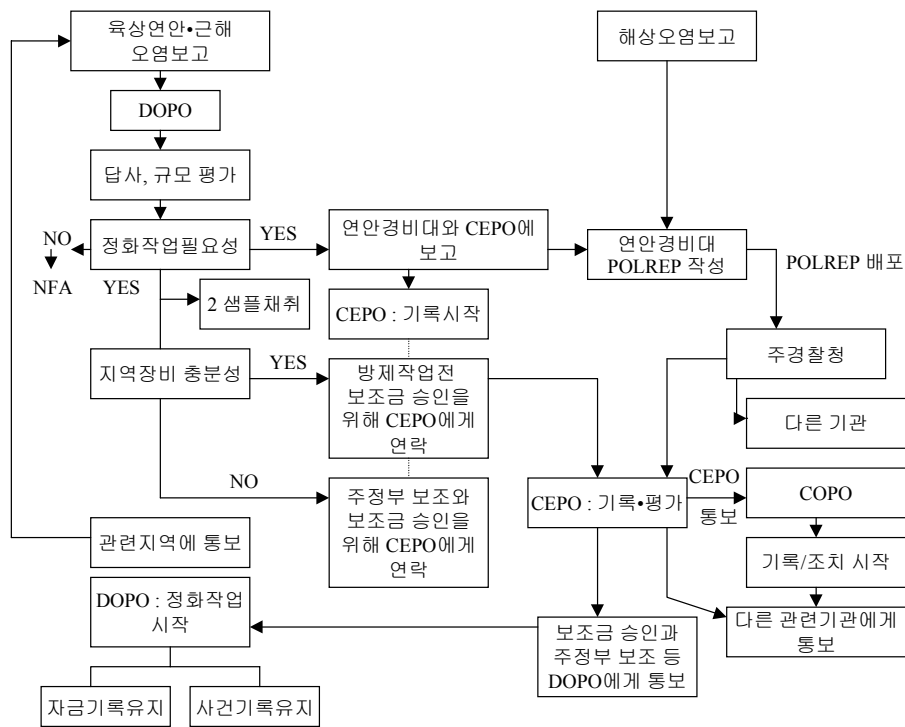 육상연안•근해
오염보고
해상오염보고
DOPO
답사, 규모 평가
정화작업필요성
YES
NO
NFA
YES
연안경비대와 CEPO에
보고
연안경비대
POLREP 작성
POLREP 배포
2 샘플채취
CEPO : 기록시작
주경찰청
다른 기관
지역장비 충분성
YES
방제작업전
보조금 승인을
위해 CEPO에게
연락
NO
주정부 보조와
보조금 승인을
위해 CEPO에게
연락
CEPO : 기록•평가
CEPO
통보
COPO
기록/조치 시작
다른 관련기관에게
통보
관련지역에 통보
DOPO : 정화작업
시작
보조금 승인과
주정부 보조 등
DOPO에게 통보
자금기록유지
사건기록유지